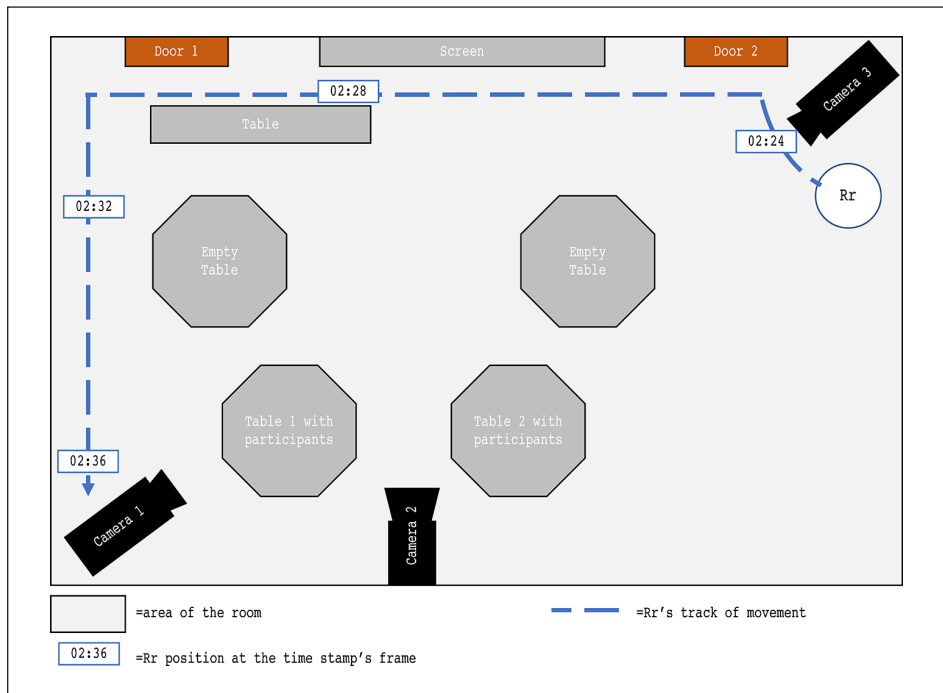 Door 1
Screen
Door 2
Camera 3
02:28
Table
02:24
Rr
02:32
Empty
Table
Empty
Table
Table 1 with
participants
Table 2 with
participants
02:36
Camera 1
Camera 2
=area of the room
=Rr's track of movement
02:36
=Rr position at the time stamp's frame